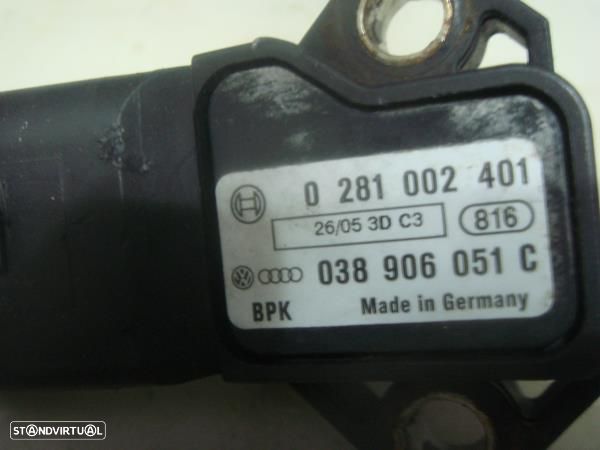 0 281 002 401
26/05 3D C3 816
038 906 051 C
BPK Made in Germany
STANDVIRTUAL